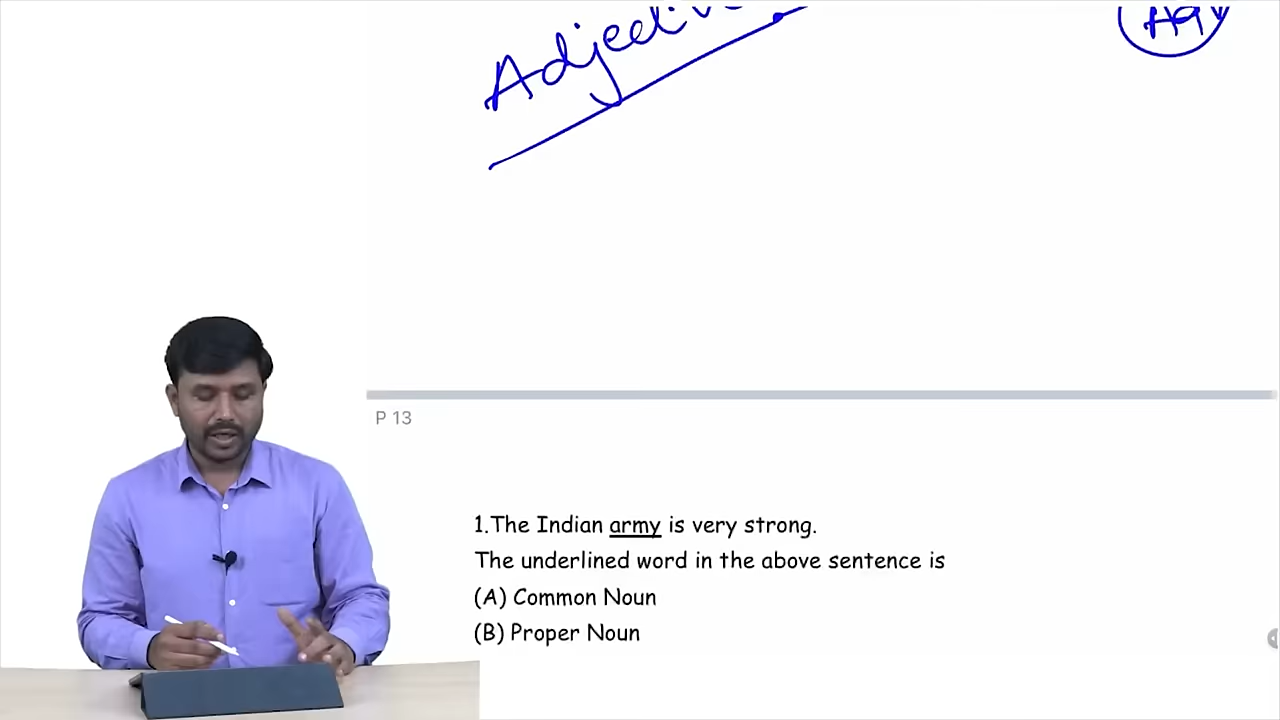 P 13
1.The Indian army is very strong.
The underlined word in the above sentence is
(A) Common Noun
(B) Proper Noun